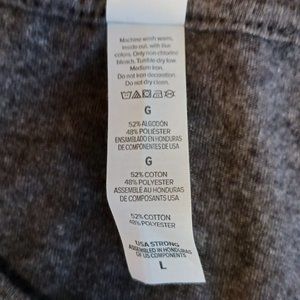 Machine wash warm,
inside out, with like
colors. Only non-chlorine
bleach. Tumble dry low.
Medium iron.
Do not iron decoration.
Do not dry clean.
G
52% ALGODÓN
48% POLIÉSTER
ENSAMBLADO EN HONDURAS
DE COMPONENTES DE USA
G
52% COTON
48% POLYESTER
ASSEMBLÉ AU HONDURAS
DE COMPOSANTS USA
52% COTTON
48% POLYESTER
USA STRONG
ASSEMBLED IN HONDURAS
OF US COMPONENTS
L